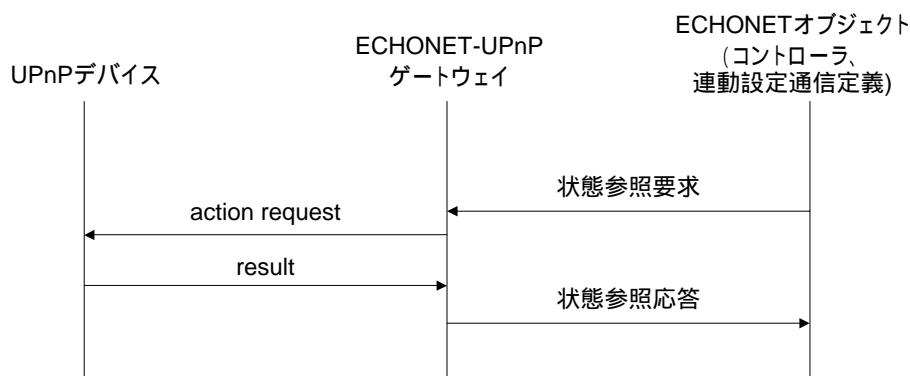 UPnPデバイス
ECHONET-UPnP
ゲートウェイ
ECHONETオブジェクト
(コントローラ、
連動設定通信定義)
状態参照要求
action request
result
状態参照応答